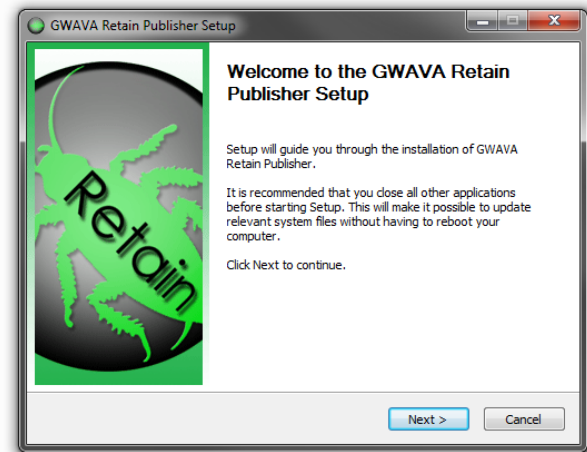 GWAVA Retain Publisher Setup
Welcome to the GWAVA Retain
Publisher Setup
Setup will guide you through the installation of GWAVA
Retain Publisher.
It is recommended that you close all other applications
before starting Setup. This will make it possible to update
relevant system files without having to reboot your
computer.
Click Next to continue.
Retain
Next >
Cancel